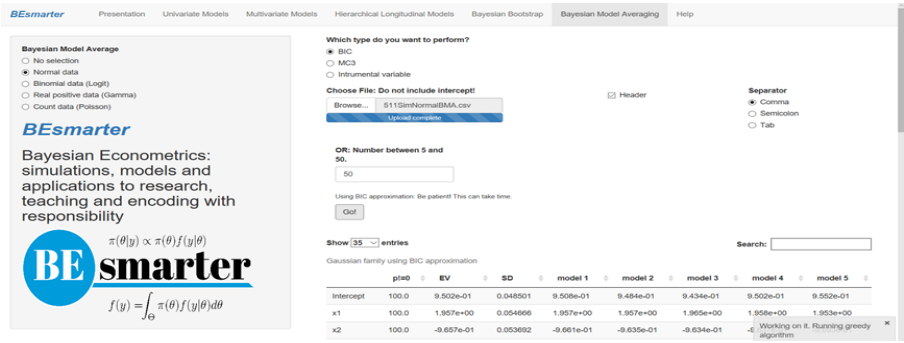 BEsmarter Presentation Univariate Models Multivariate Models Hierarchical Longitudinal Models Bayesian Bootstrap Bayesian Model Averaging Help
Bayesian Model Average
No selection
Normal data
Binomial data (Logit)
Real positive data (Gamma)
Count data (Poisson)
BEsmarter
Bayesian Econometrics:
simulations, models and
applications to research,
teaching and encoding with
responsibility
π(θ|y) ∝ π(θ)f(y|θ)
BE smarter
f(y) = ∫Θ π(θ)f(y|θ)dθ
Which type do you want to perform?
BIC
MC3
Intrumental variable
Choose File: Do not include intercept!
Browse... 511SimNormalBMA.csv
Upload complete
Header
Separator
Comma
Semicolon
Tab
OR: Number between 5 and
50.
50
Using BIC approximation: Be patient! This can take time.
Go!
Show 35 entries
Search:
Gaussian family using BIC approximation
p!=0 EV SD model 1 model 2 model 3 model 4 model 5
Intercept 100.0 9.502e-01 0.048501 9.508e-01 9.484e-01 9.434e-01 9.502e-01 9.552e-01
x1 100.0 1.957e+00 0.054666 1.957e+00 1.957e+00 1.965e+00 1.958e+00 1.953e+00
x2 100.0 -9.657e-01 0.053692 -9.661e-01 -9.635e-01 -9.634e-01
Working on it. Running greedy
algorithm
×